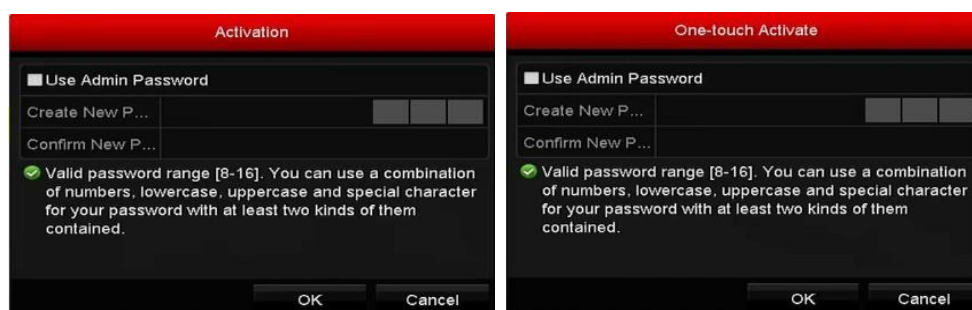 Activation
Use Admin Password
Create New P...
Confirm New P...
Valid password range [8-16]. You can use a combination
of numbers, lowercase, uppercase and special character
for your password with at least two kinds of them
contained.
OK Cancel
One-touch Activate
Use Admin Password
Create New P...
Confirm New P...
Valid password range [8-16]. You can use a combination
of numbers, lowercase, uppercase and special character
for your password with at least two kinds of them
contained.
OK Cancel